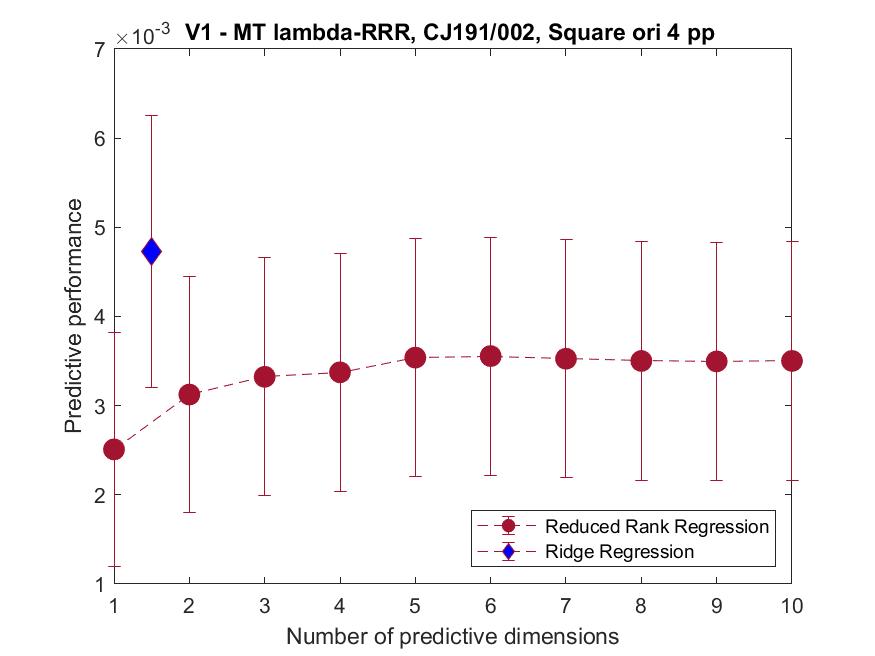 ×10⁻³ V1 - MT lambda-RRR, CJ191/002, Square ori 4 pp
7
6
5
4
3
2
1
Predictive performance
1 2 3 4 5 6 7 8 9 10
Number of predictive dimensions
Reduced Rank Regression
Ridge Regression